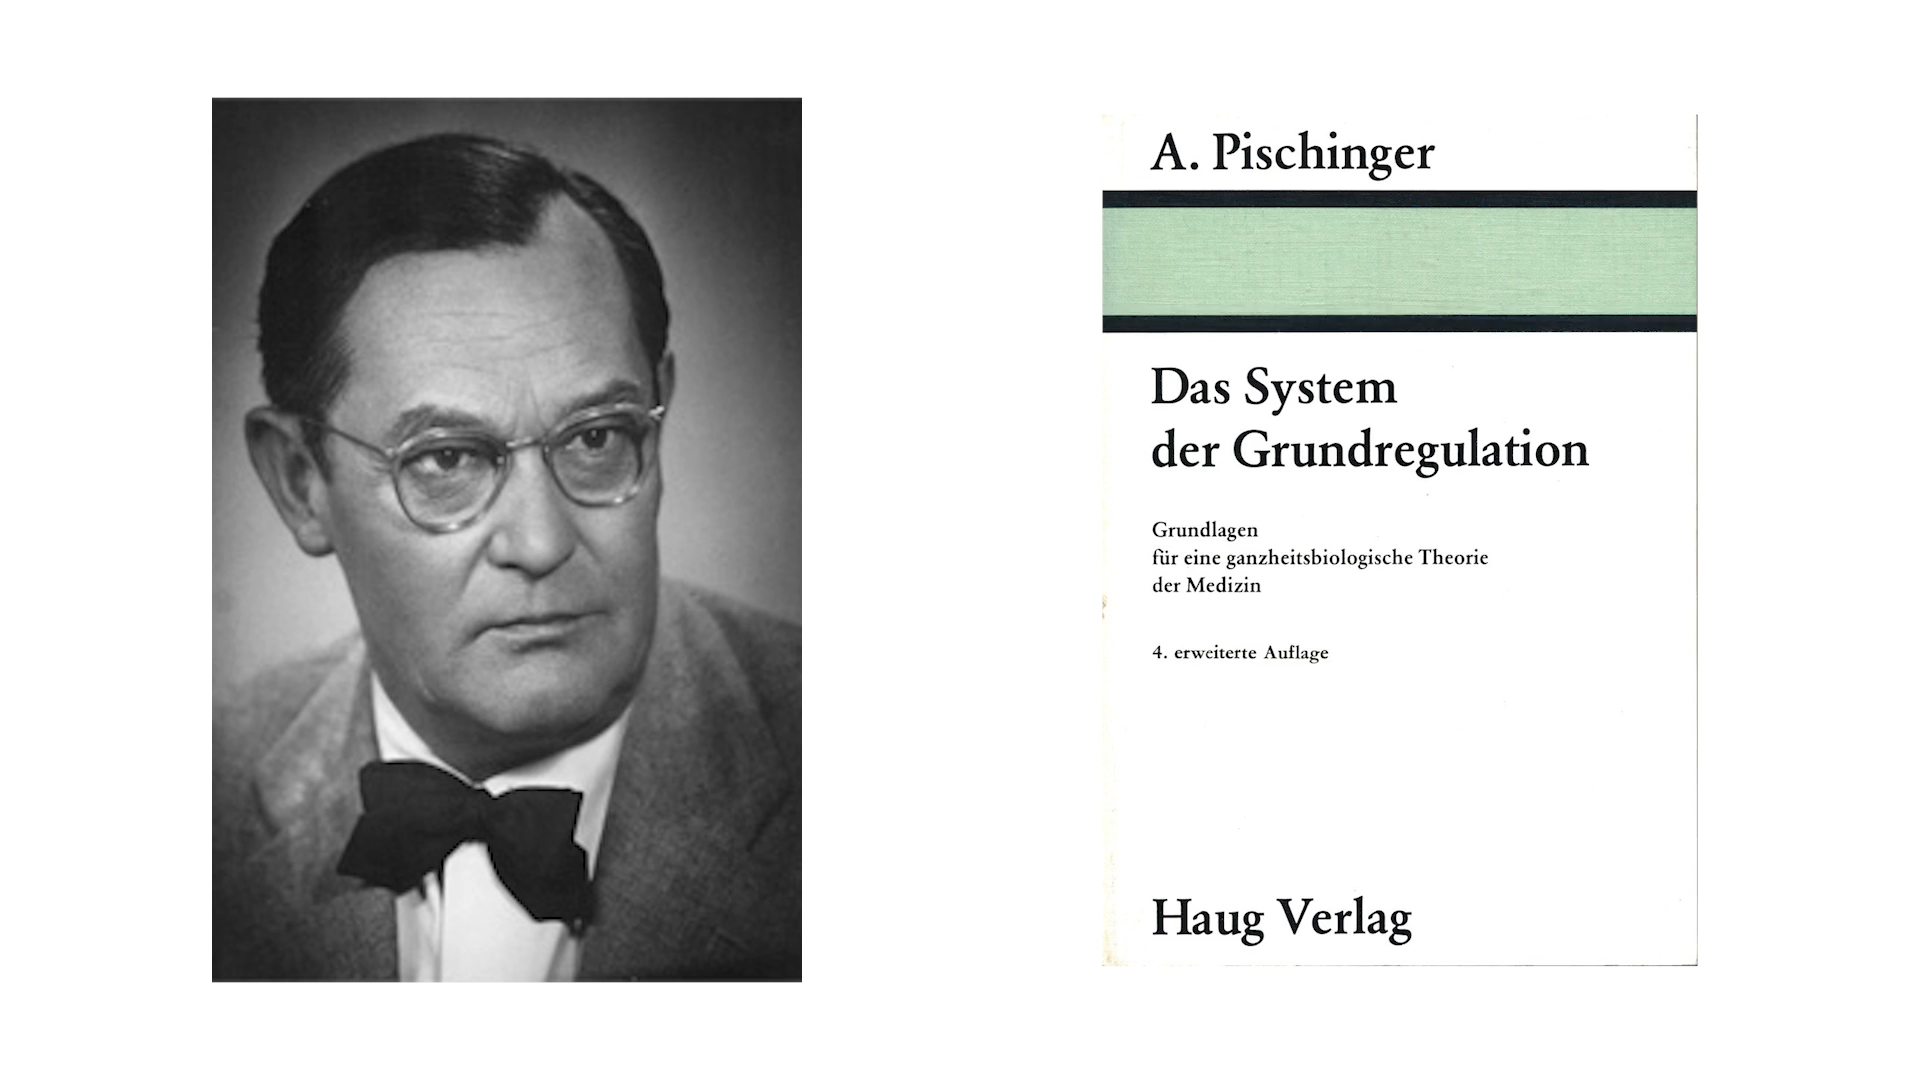 A. Pischinger
Das System
der Grundregulation
Grundlagen
für eine ganzheitsbiologische Theorie
der Medizin
4. erweiterte Auflage
Haug Verlag